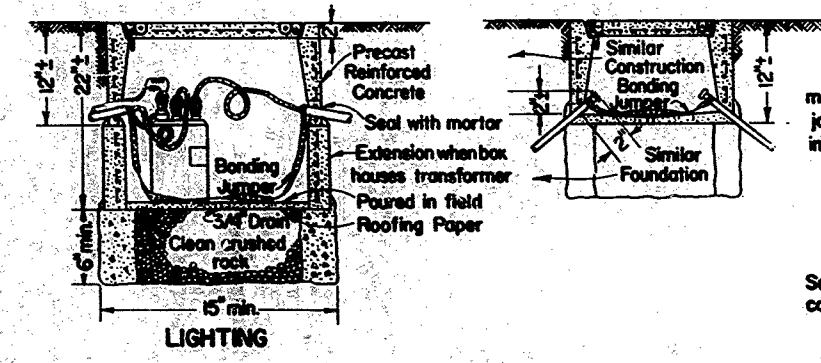 2"
12"±
22"±
Precast
Reinforced
Concrete
Seal with mortar
Extension when box
houses transformer
Bonding
Jumper
Poured in field
3/4" Drain
Roofing Paper
Clean crushed
rock
6" min.
15" min.
LIGHTING
Similar
Construction
Bonding
Jumper
12"±
2"±
2"
Similar
Foundation